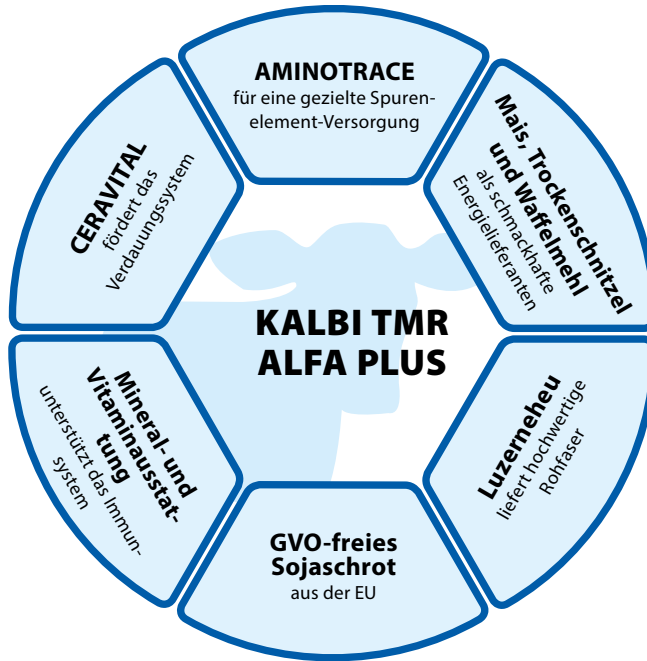 AMINOTRACE
für eine gezielte Spuren-
element-Versorgung
Mais, Trockenschnitzel
und Waffelmehl
als schmackhafte
Energielieferanten
Luzerneheu
liefert hochwertige
Rohfaser
GVO-freies
Sojaschrot
aus der EU
Mineral- und
Vitaminausstat-
tung
unterstützt das Immun-
system
CERAVITAL
fördert das
Verdauungssystem
KALBI TMR
ALFA PLUS